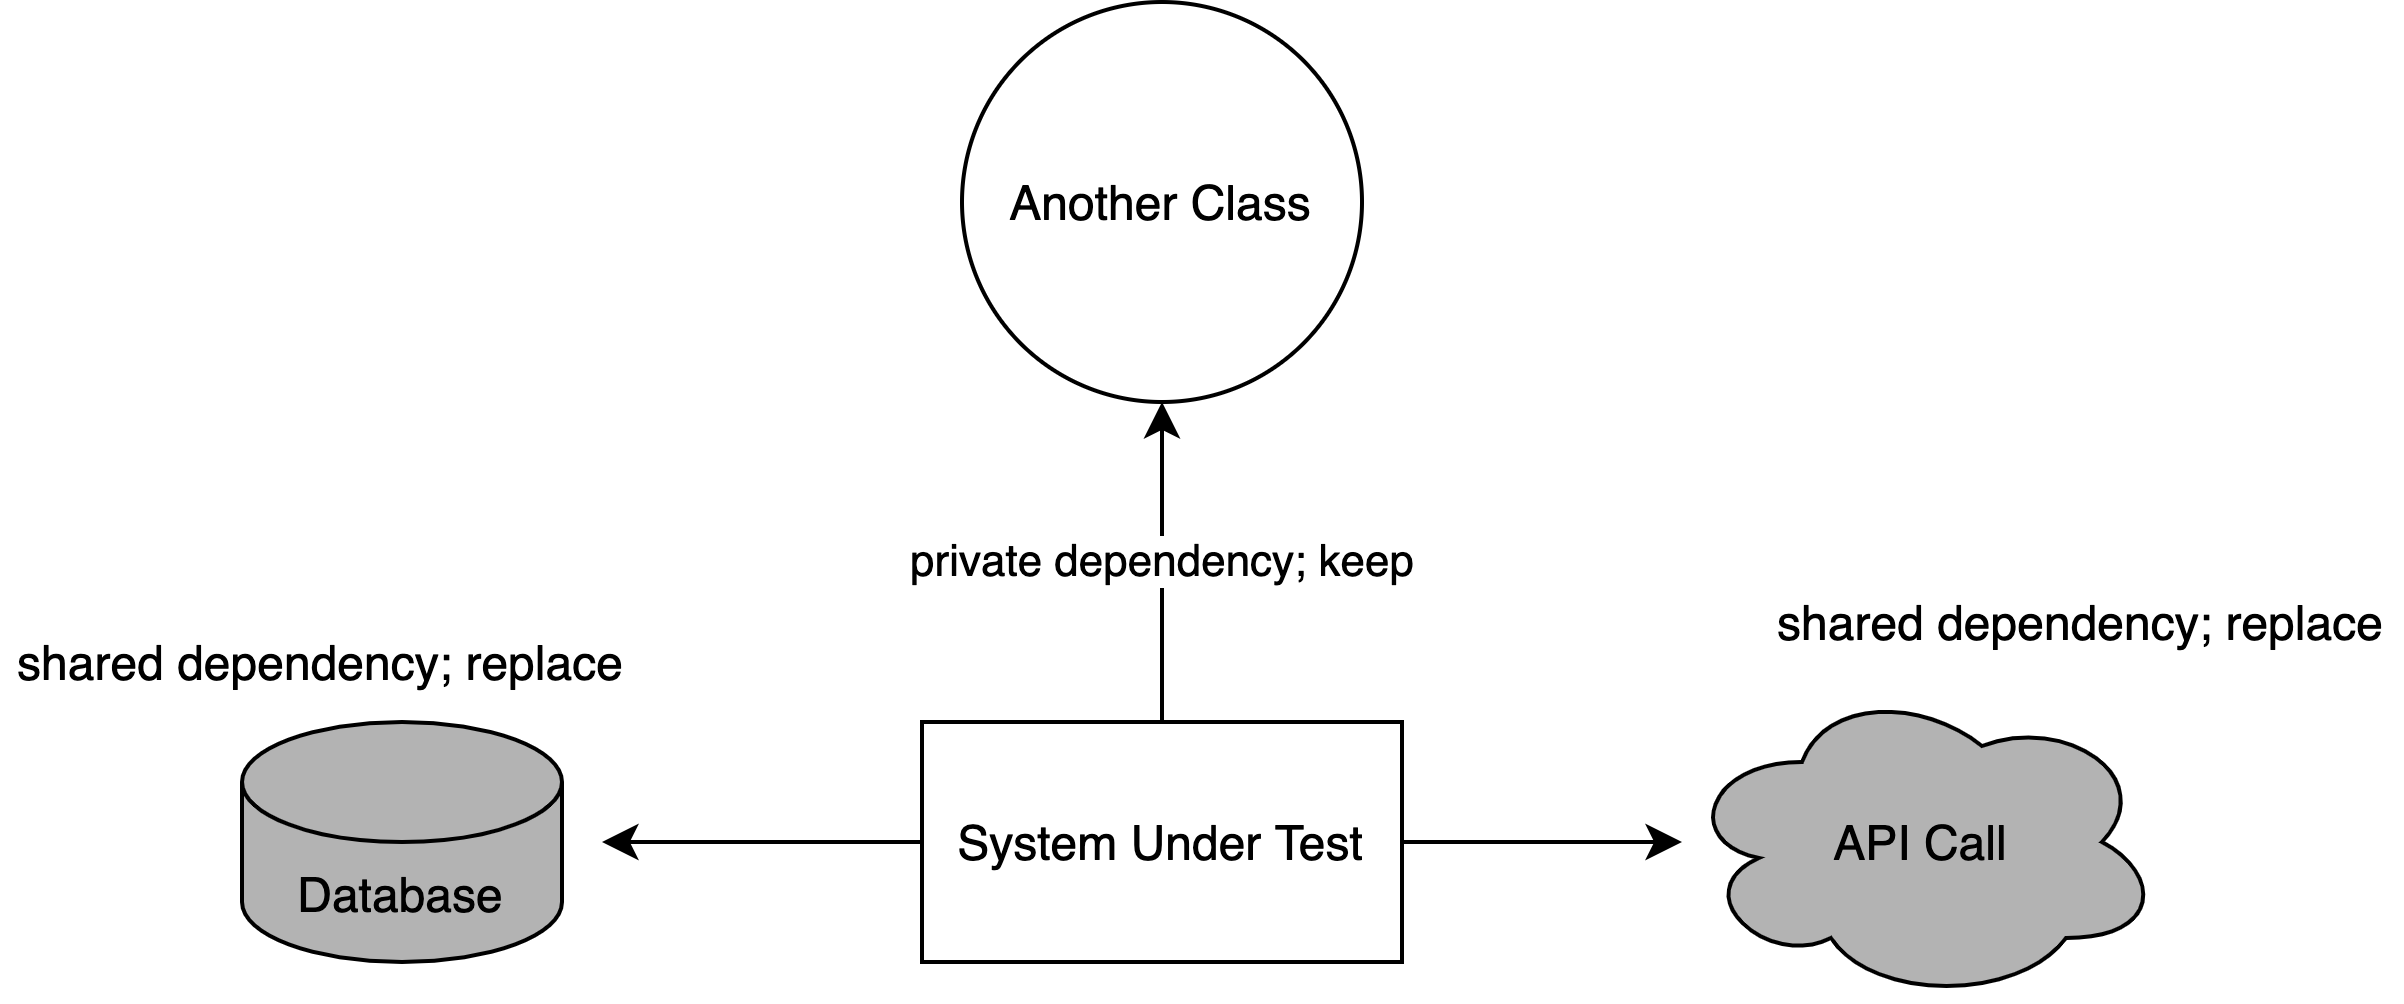 Another Class
private dependency; keep
shared dependency; replace
shared dependency; replace
Database
System Under Test
API Call